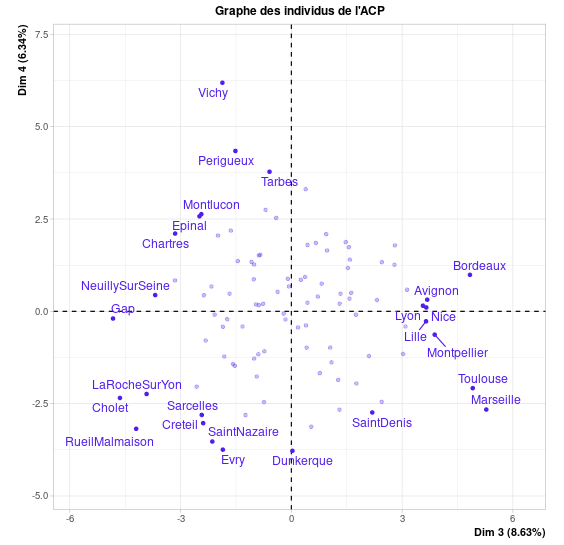 Graphe des individus de l'ACP
Dim 4 (6.34%)
7.5
5.0
2.5
0.0
-2.5
-5.0
Vichy
Perigueux
Tarbes
Montlucon
Epinal
Chartres
Bordeaux
NeuillySurSeine
Avignon
Gap
Lyon
Nice
Lille
Montpellier
LaRocheSurYon
Toulouse
Cholet
Sarcelles
Marseille
Creteil
SaintNazaire
SaintDenis
RueilMalmaison
Evry
Dunkerque
-6
-3
0
3
6
Dim 3 (8.63%)